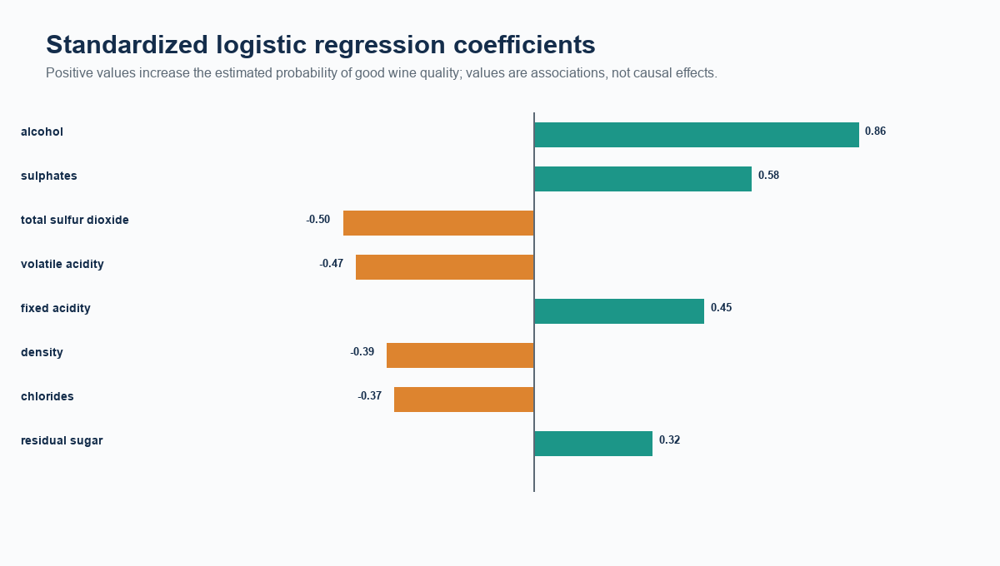 Standardized logistic regression coefficients
Positive values increase the estimated probability of good wine quality; values are associations, not causal effects.
alcohol 0.86
sulphates 0.58
total sulfur dioxide -0.50
volatile acidity -0.47
fixed acidity 0.45
density -0.39
chlorides -0.37
residual sugar 0.32